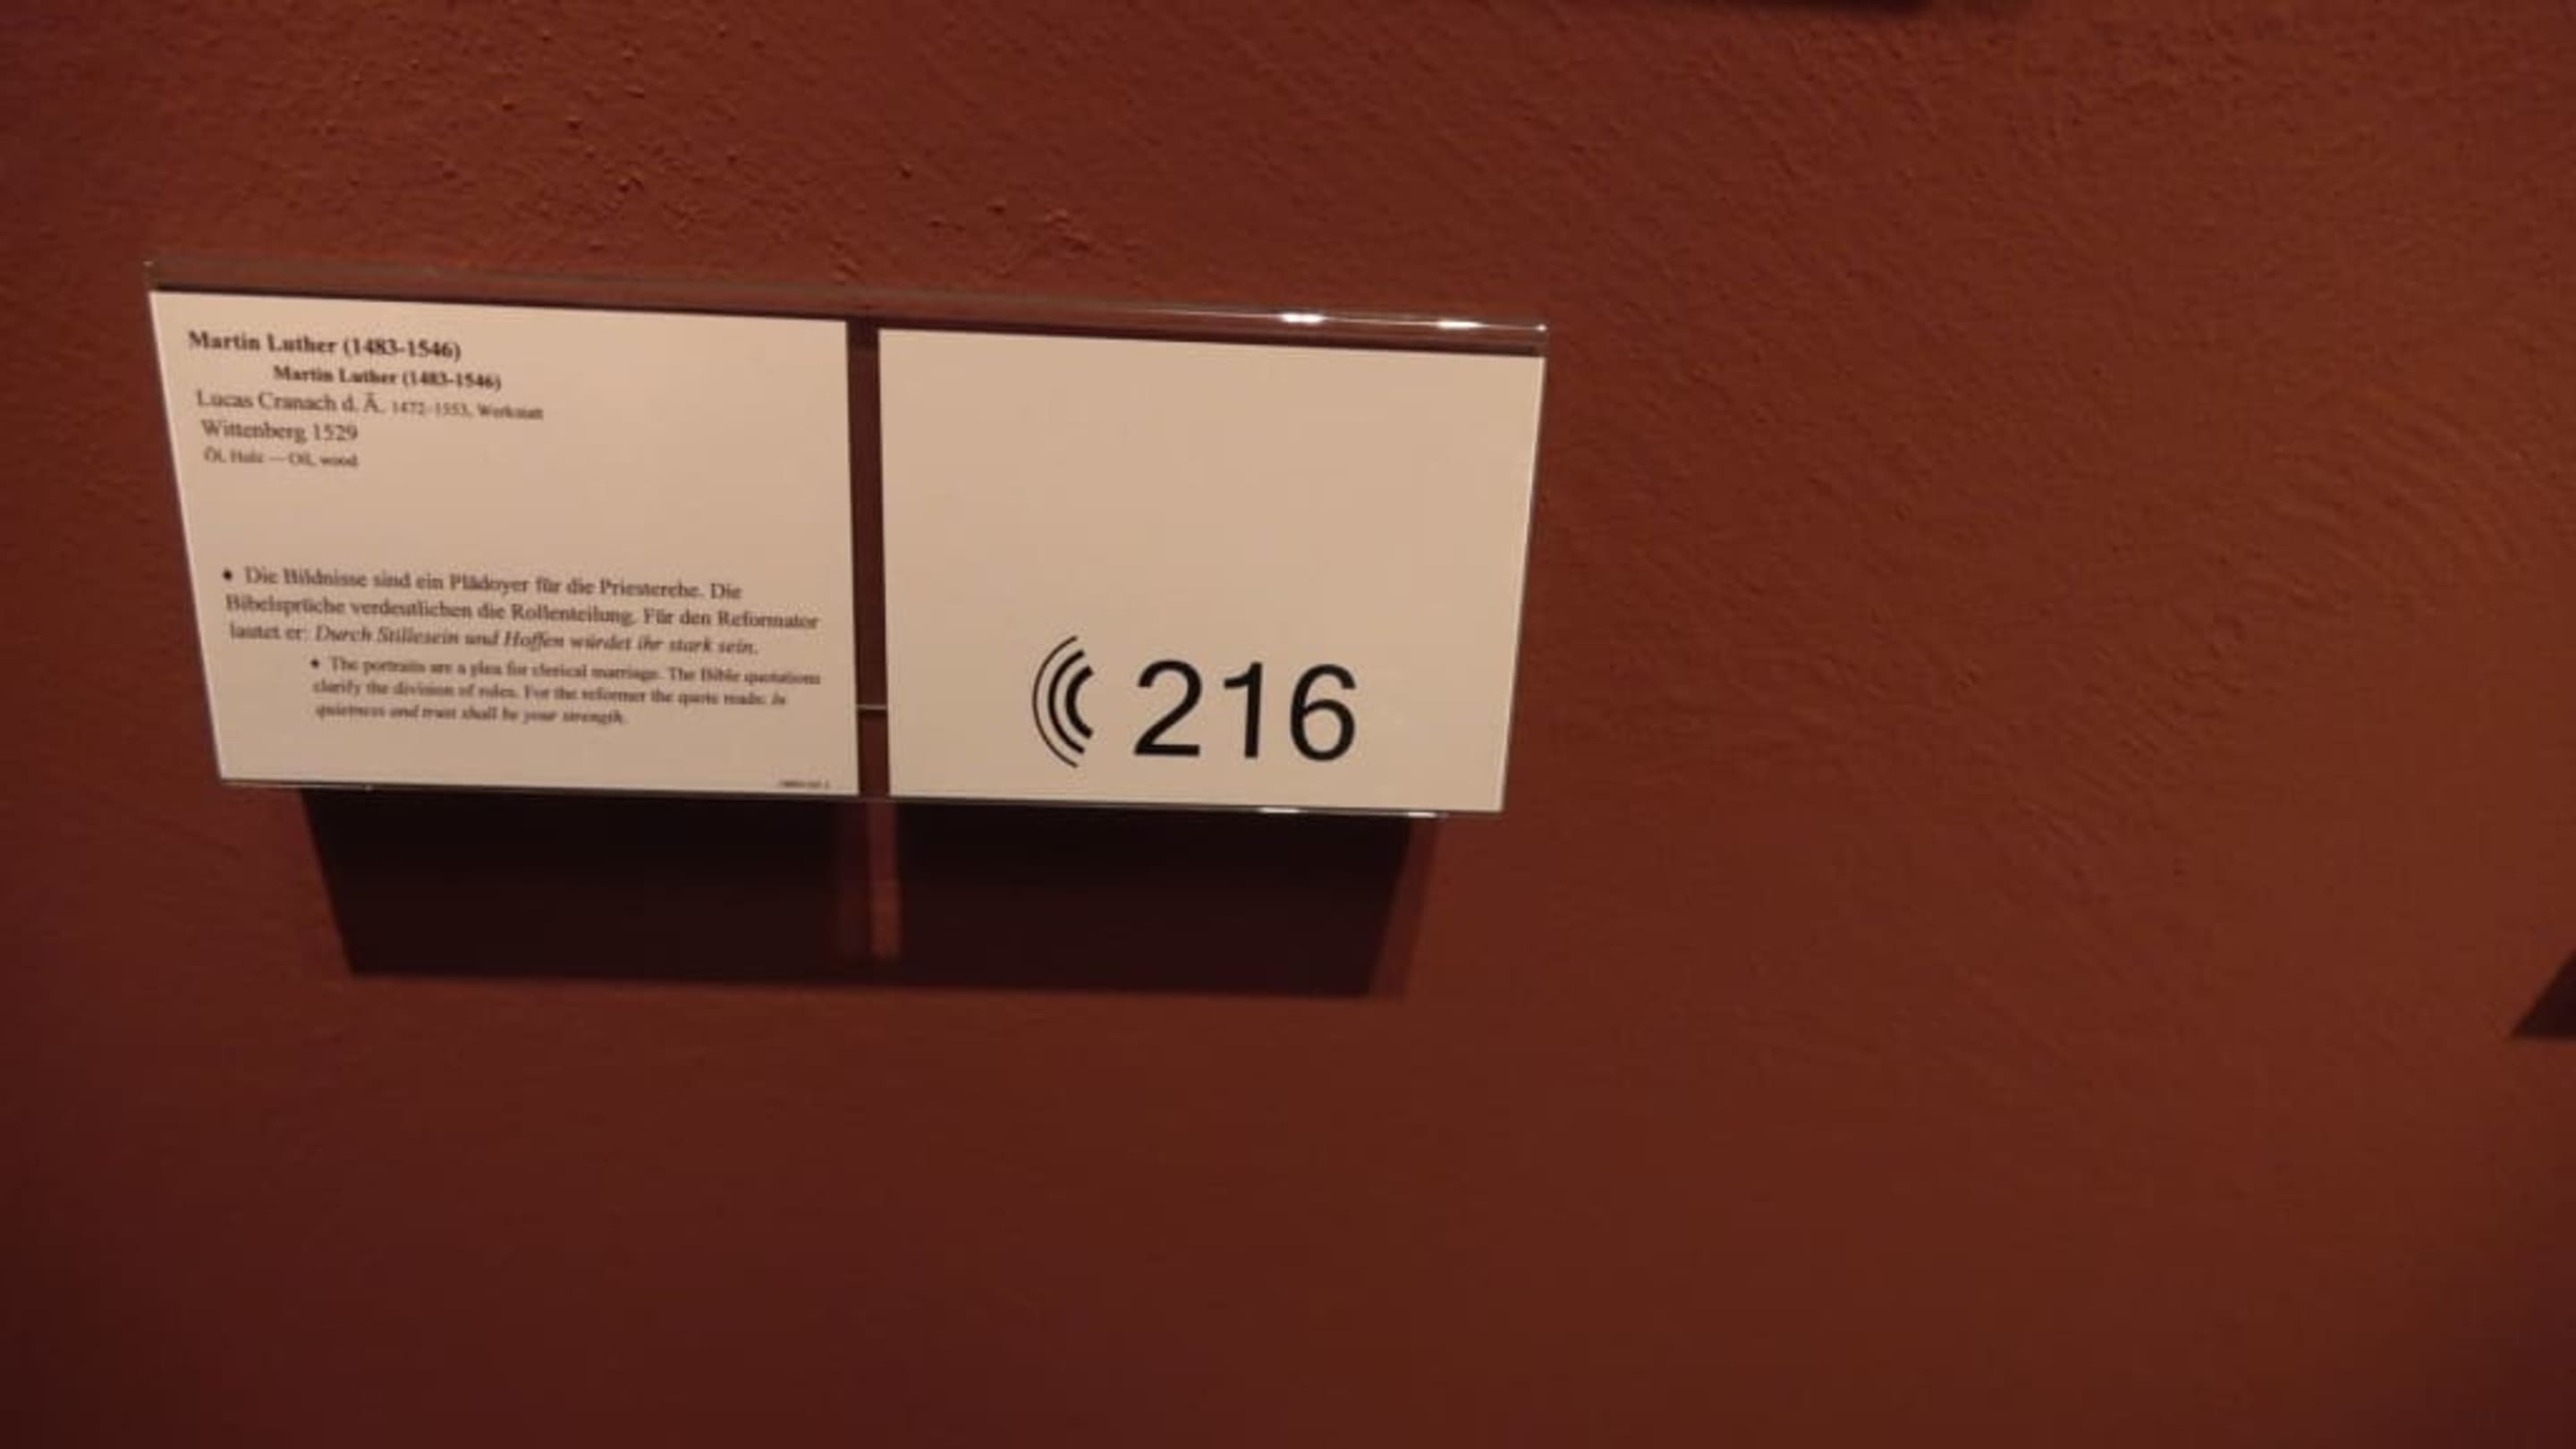 Martin Luther (1483-1546)
Martin Luther (1483-1546)
Lucas Cranach d. Ä. 1472-1553, Werkstatt
Wittenberg 1529
Öl, Holz — Oil, wood
• Die Bildnisse sind ein Plädoyer für die Priesterehe. Die
Bibelsprüche verdeutlichen die Rollenteilung. Für den Reformator
lautet er: Durch Stillesein und Hoffen würdet ihr stark sein.
• The portraits are a plea for clerical marriage. The Bible quotations
clarify the division of roles. For the reformer the quote reads: In
quietness and trust shall be your strength.
216